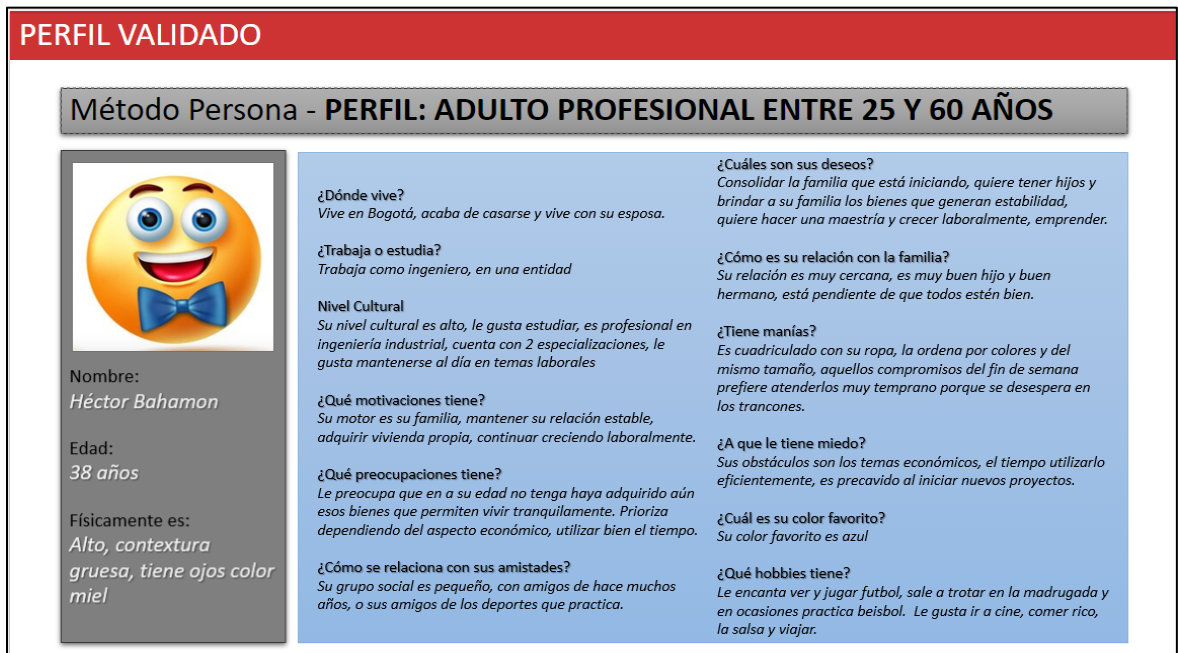 PERFIL VALIDADO
Método Persona - PERFIL: ADULTO PROFESIONAL ENTRE 25 Y 60 AÑOS
Nombre:
Héctor Bahamon
Edad:
38 años
Físicamente es:
Alto, contextura
gruesa, tiene ojos color
miel
¿Dónde vive?
Vive en Bogotá, acaba de casarse y vive con su esposa.
¿Trabaja o estudia?
Trabaja como ingeniero, en una entidad
Nivel Cultural
Su nivel cultural es alto, le gusta estudiar, es profesional en
ingeniería industrial, cuenta con 2 especializaciones, le
gusta mantenerse al día en temas laborales
¿Qué motivaciones tiene?
Su motor es su familia, mantener su relación estable,
adquirir vivienda propia, continuar creciendo laboralmente.
¿Qué preocupaciones tiene?
Le preocupa que en a su edad no tenga haya adquirido aún
esos bienes que permiten vivir tranquilamente. Prioriza
dependiendo del aspecto económico, utilizar bien el tiempo.
¿Cómo se relaciona con sus amistades?
Su grupo social es pequeño, con amigos de hace muchos
años, o sus amigos de los deportes que practica.
¿Cuáles son sus deseos?
Consolidar la familia que está iniciando, quiere tener hijos y
brindar a su familia los bienes que generan estabilidad,
quiere hacer una maestría y crecer laboralmente, emprender.
¿Cómo es su relación con la familia?
Su relación es muy cercana, es muy buen hijo y buen
hermano, está pendiente de que todos estén bien.
¿Tiene manías?
Es cuadriculado con su ropa, la ordena por colores y del
mismo tamaño, aquellos compromisos del fin de semana
prefiere atenderlos muy temprano porque se desespera en
los trancones.
¿A que le tiene miedo?
Sus obstáculos son los temas económicos, el tiempo utilizarlo
eficientemente, es precavido al iniciar nuevos proyectos.
¿Cuál es su color favorito?
Su color favorito es azul
¿Qué hobbies tiene?
Le encanta ver y jugar futbol, sale a trotar en la madrugada y
en ocasiones practica beisbol. Le gusta ir a cine, comer rico,
la salsa y viajar.